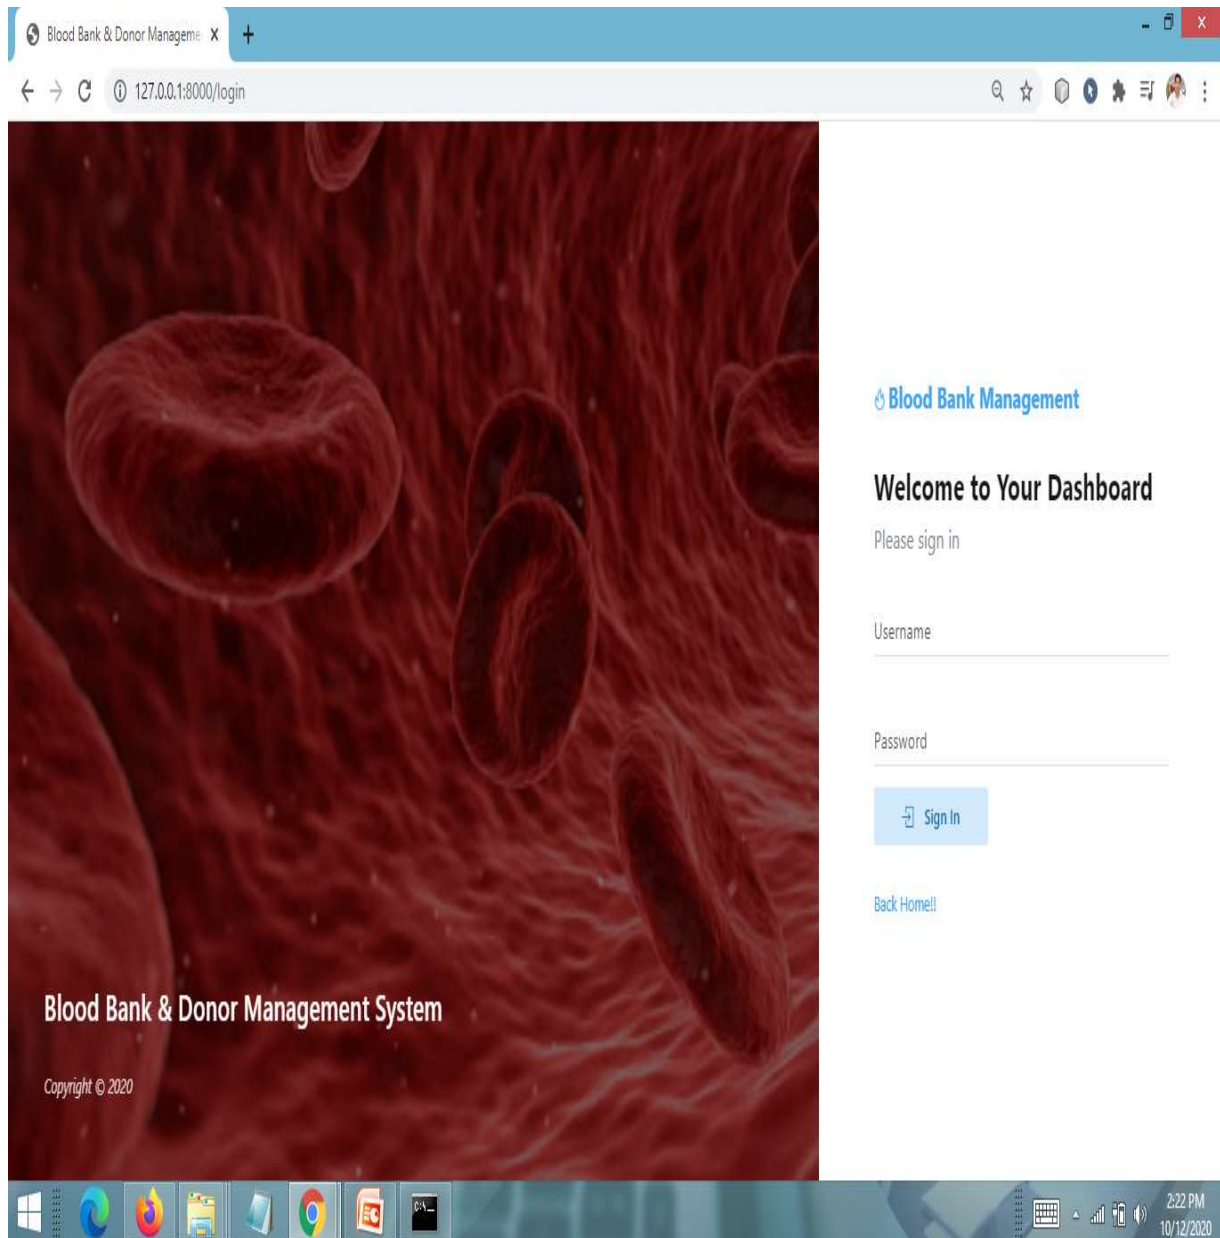 Blood Bank & Donor Manageme
127.0.0.1:8000/login
Blood Bank Management
Welcome to Your Dashboard
Please sign in
Username
Password
Sign In
Back Home!!
Blood Bank & Donor Management System
Copyright © 2020
2:22 PM
10/12/2020